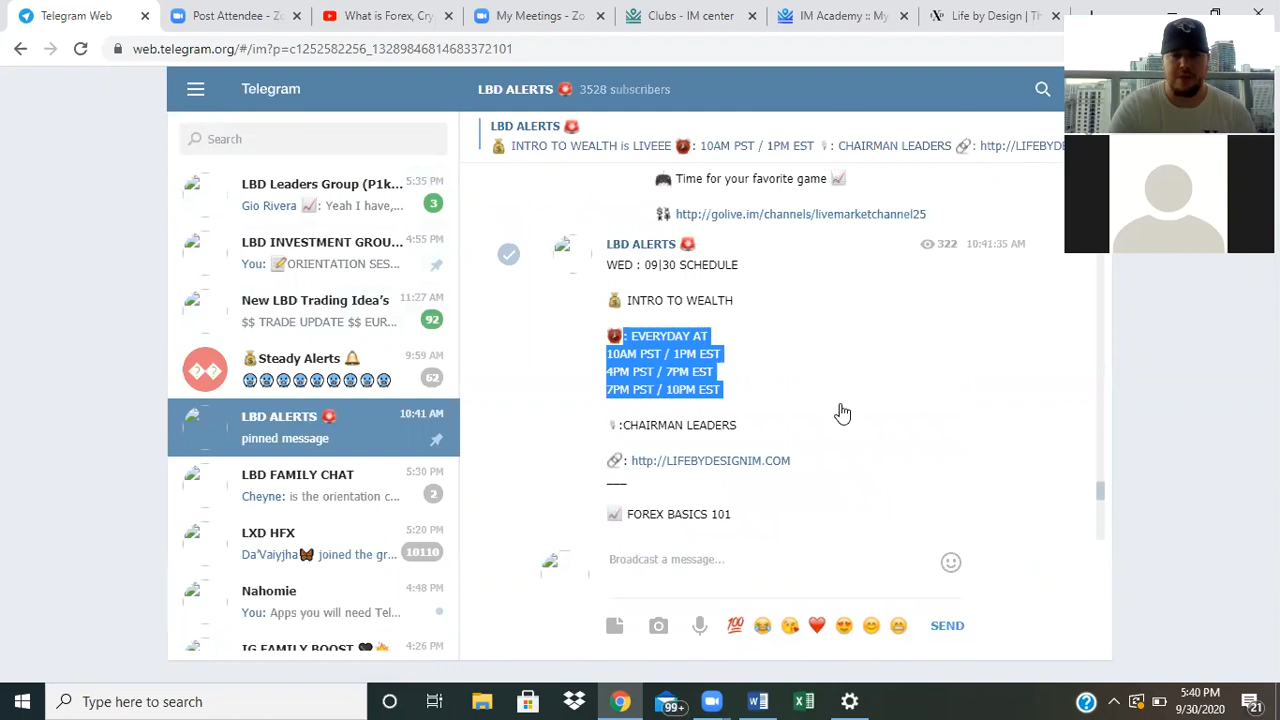 Telegram Web
Post Attendee - Zo
What is Forex, Cry
My Meetings - Zo
Clubs - IM center
IM Academy :: My
Life by Design | The
web.telegram.org/#/im?p=c1252582256_13289846814683372101
Telegram
LBD ALERTS 🚨 3528 subscribers
Search
LBD Leaders Group (P1k... 5:35 PM
Gio Rivera 📈: Yeah I have,... 3
LBD INVESTMENT GROU... 4:55 PM
You: 📝ORIENTATION SES...
New LBD Trading Idea's 11:27 AM
$$ TRADE UPDATE $$ EUR... 92
💰Steady Alerts 🔔 9:59 AM
🥶🥶🥶🥶🥶🥶🥶🥶🥶 62
LBD ALERTS 🚨 10:41 AM
pinned message
LBD FAMILY CHAT 5:30 PM
Cheyne: is the orientation c... 2
LXD HFX 5:20 PM
Da'Vaiyjha🦋 joined the gr... 10110
Nahomie 4:48 PM
You: Apps you will need Tel...
IG FAMILY BOOST 🖤🔥 4:26 PM
LBD ALERTS 🚨
💰 INTRO TO WEALTH is LIVEEE ⏰: 10AM PST / 1PM EST 🎙: CHAIRMAN LEADERS 🔗: http://LIFEBYDE
🎮 Time for your favorite game 📈
http://golive.im/channels/livemarketchannel25
LBD ALERTS 🚨 322 10:41:35 AM
WED : 09|30 SCHEDULE
💰 INTRO TO WEALTH
⏰: EVERYDAY AT
10AM PST / 1PM EST
4PM PST / 7PM EST
7PM PST / 10PM EST
🎙:CHAIRMAN LEADERS
🔗: http://LIFEBYDESIGNIM.COM
___
📈 FOREX BASICS 101
Broadcast a message...
💯😂😘❤️😍😊😁 SEND
Type here to search
99+
5:40 PM
9/30/2020
21